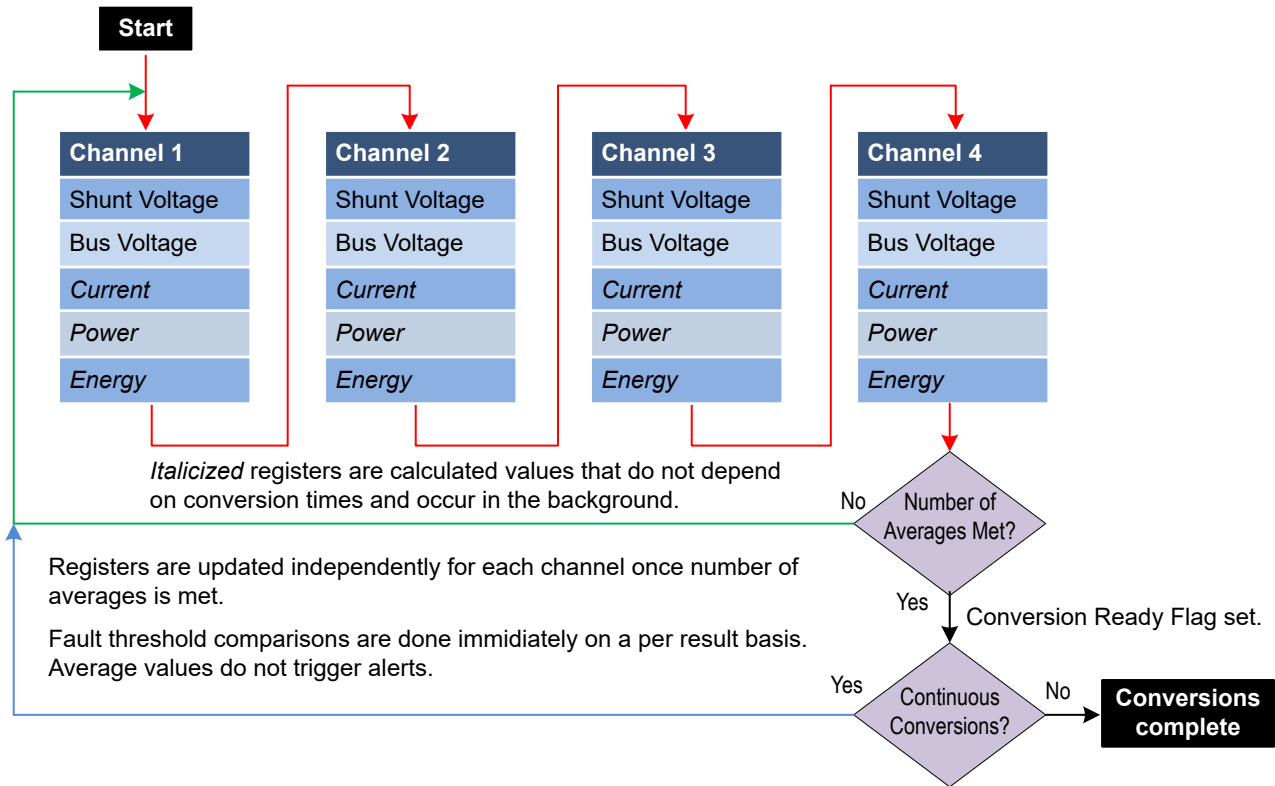 Start
Channel 1
Shunt Voltage
Bus Voltage
Current
Power
Energy
Channel 2
Shunt Voltage
Bus Voltage
Current
Power
Energy
Channel 3
Shunt Voltage
Bus Voltage
Current
Power
Energy
Channel 4
Shunt Voltage
Bus Voltage
Current
Power
Energy
Italicized registers are calculated values that do not depend
on conversion times and occur in the background.
No
Number of
Averages Met?
Registers are updated independently for each channel once number of
averages is met.
Yes
Conversion Ready Flag set.
Fault threshold comparisons are done immidiately on a per result basis.
Average values do not trigger alerts.
Yes
Continuous
Conversions?
No
Conversions
complete